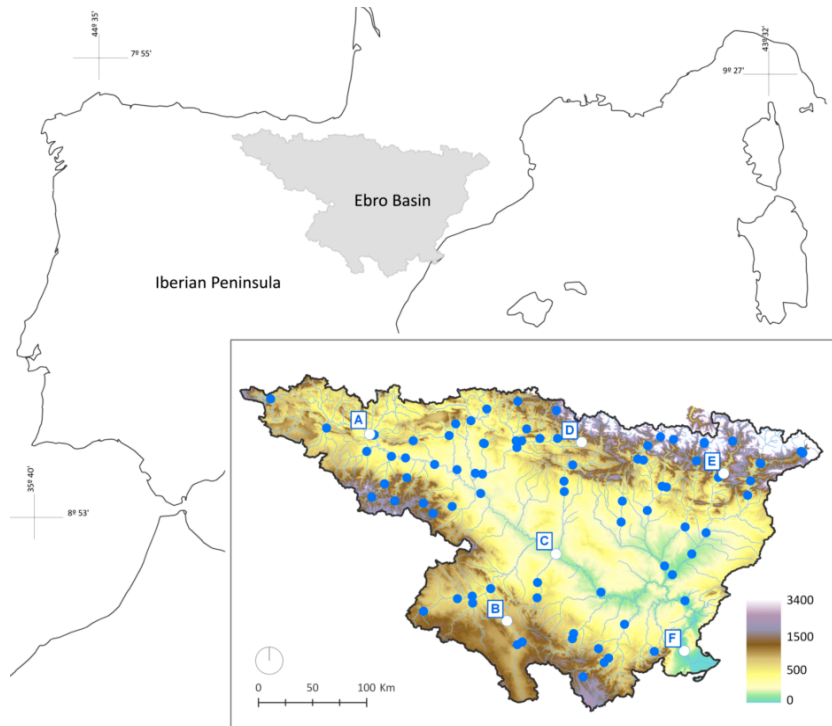 44º 35'
7º 55'
43º 32'
9º 27'
Ebro Basin
Iberian Peninsula
35º 40'
8º 53'
A
D
E
C
B
F
3400
1500
500
0
0 50 100 Km